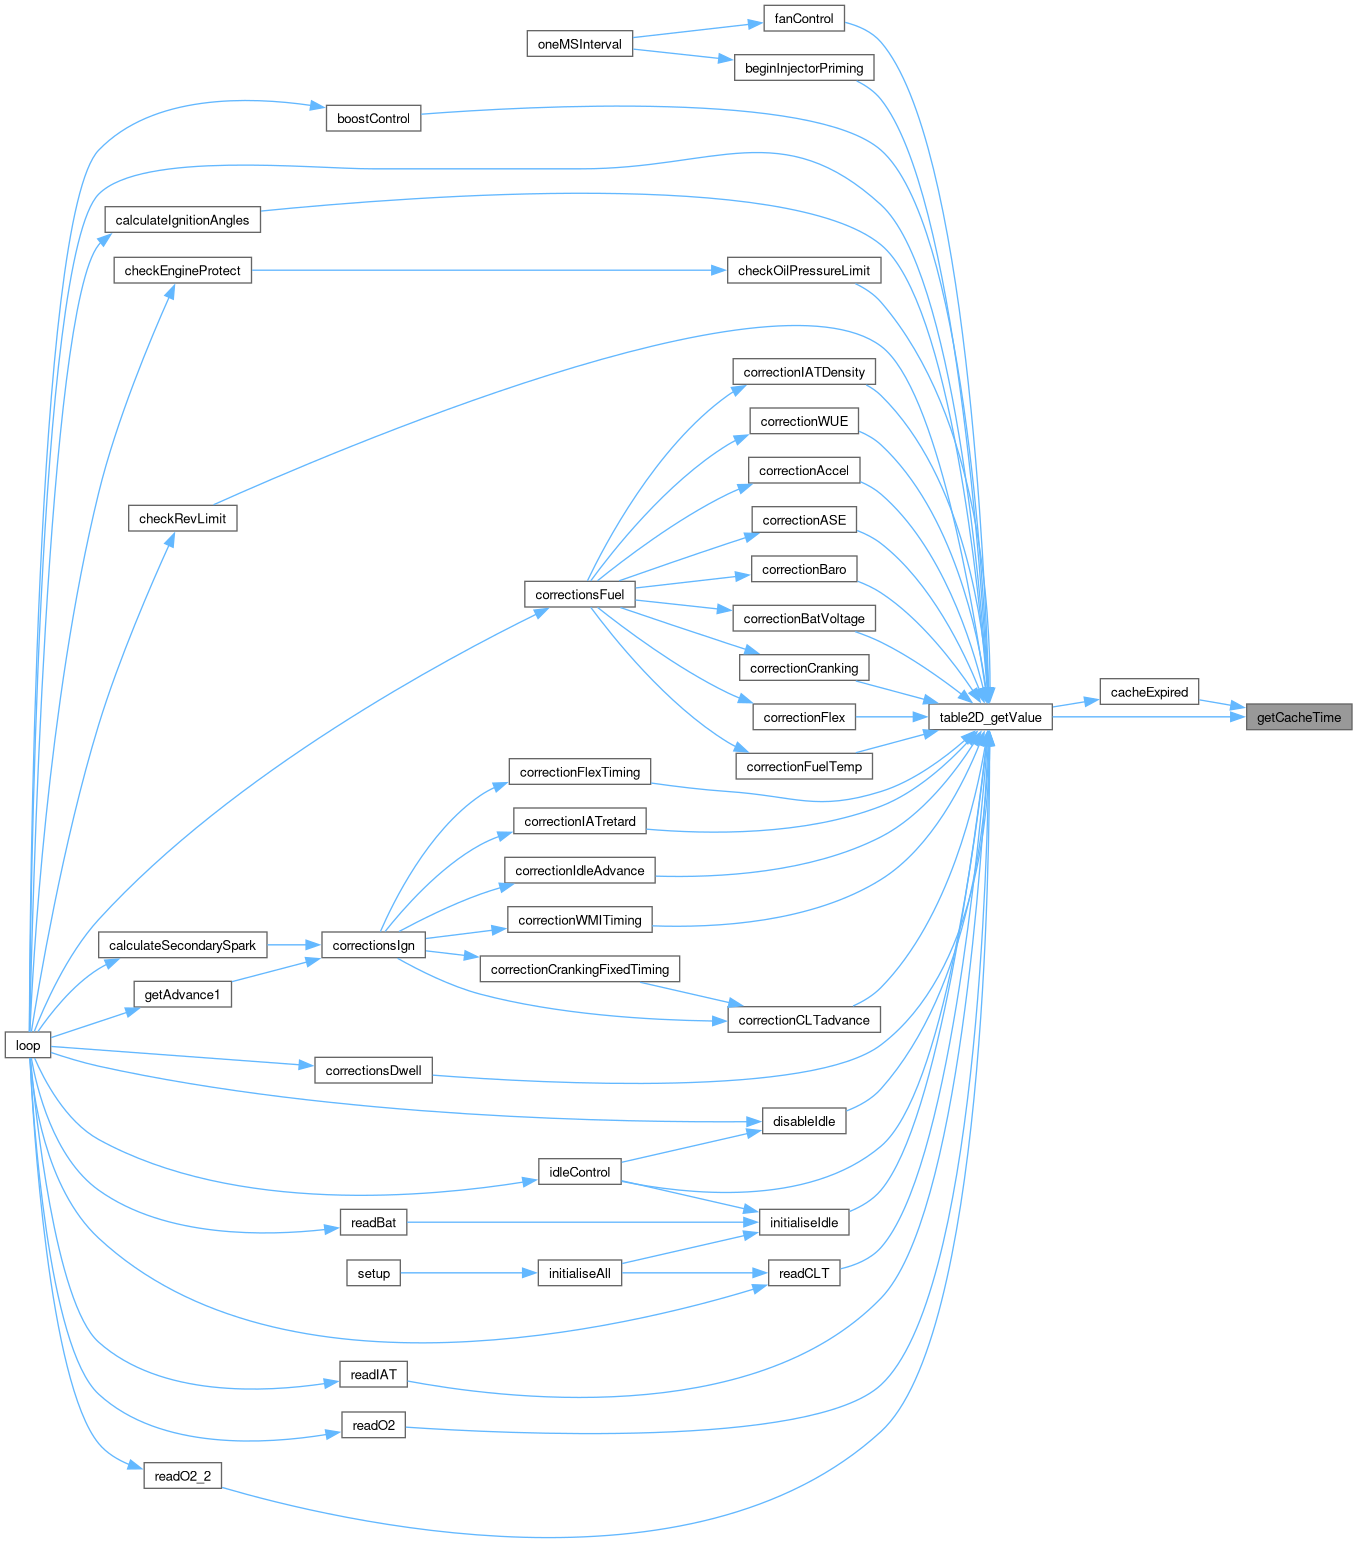 fanControl
oneMSInterval
beginInjectorPriming
boostControl
calculateIgnitionAngles
checkEngineProtect
checkOilPressureLimit
correctionIATDensity
correctionWUE
correctionAccel
checkRevLimit
correctionASE
correctionBaro
correctionsFuel
correctionBatVoltage
correctionCranking
cacheExpired
correctionFlex
table2D_getValue
getCacheTime
correctionFuelTemp
correctionFlexTiming
correctionIATretard
correctionIdleAdvance
correctionWMITiming
calculateSecondarySpark
correctionsIgn
correctionCrankingFixedTiming
getAdvance1
correctionCLTadvance
loop
correctionsDwell
disableIdle
idleControl
readBat
initialiseIdle
setup
initialiseAll
readCLT
readIAT
readO2
readO2_2